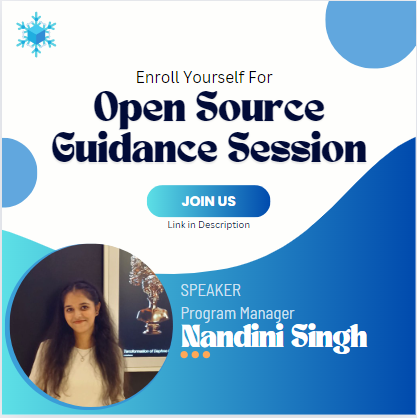 Enroll Yourself For
Open Source
Guidance Session
JOIN US
Link in Description
SPEAKER
Program Manager
Nandini Singh